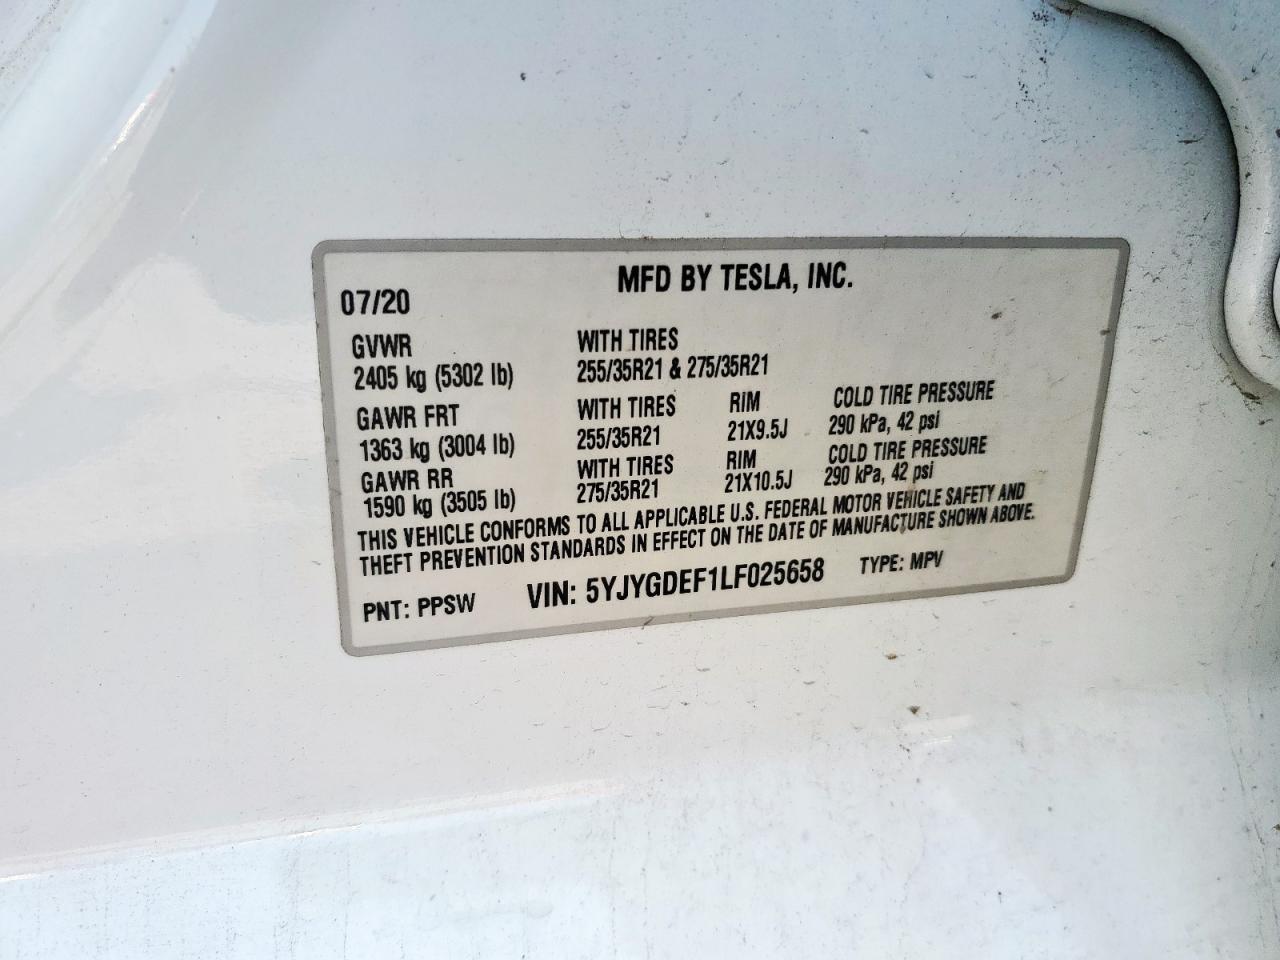 MFD BY TESLA, INC.
07/20
GVWR WITH TIRES
2405 kg (5302 lb) 255/35R21 & 275/35R21
GAWR FRT WITH TIRES RIM COLD TIRE PRESSURE
1363 kg (3004 lb) 255/35R21 21X9.5J 290 kPa, 42 psi
GAWR RR WITH TIRES RIM COLD TIRE PRESSURE
1590 kg (3505 lb) 275/35R21 21X10.5J 290 kPa, 42 psi
THIS VEHICLE CONFORMS TO ALL APPLICABLE U.S. FEDERAL MOTOR VEHICLE SAFETY AND
THEFT PREVENTION STANDARDS IN EFFECT ON THE DATE OF MANUFACTURE SHOWN ABOVE.
PNT: PPSW VIN: 5YJYGDEF1LF025658 TYPE: MPV